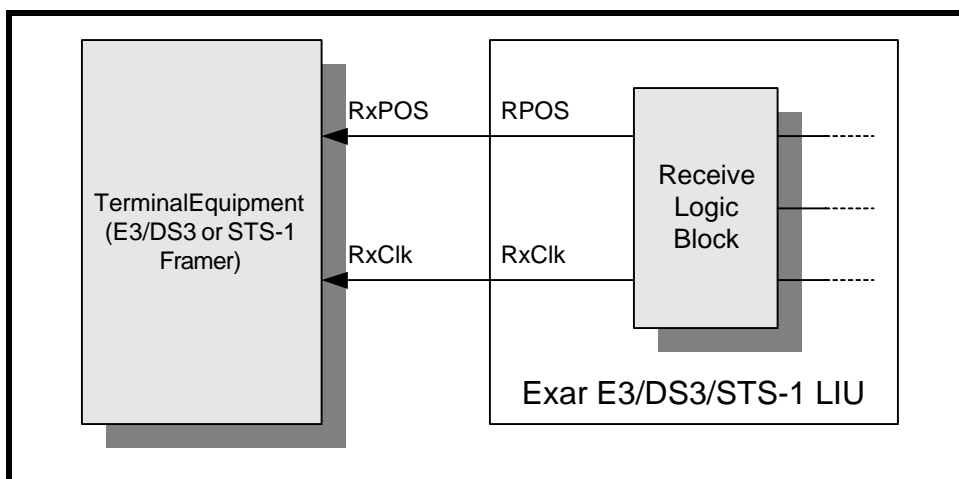 RxPOS
RPOS
TerminalEquipment
(E3/DS3 or STS-1
Framer)
Receive
Logic
Block
RxClk
RxClk
Exar E3/DS3/STS-1 LIU